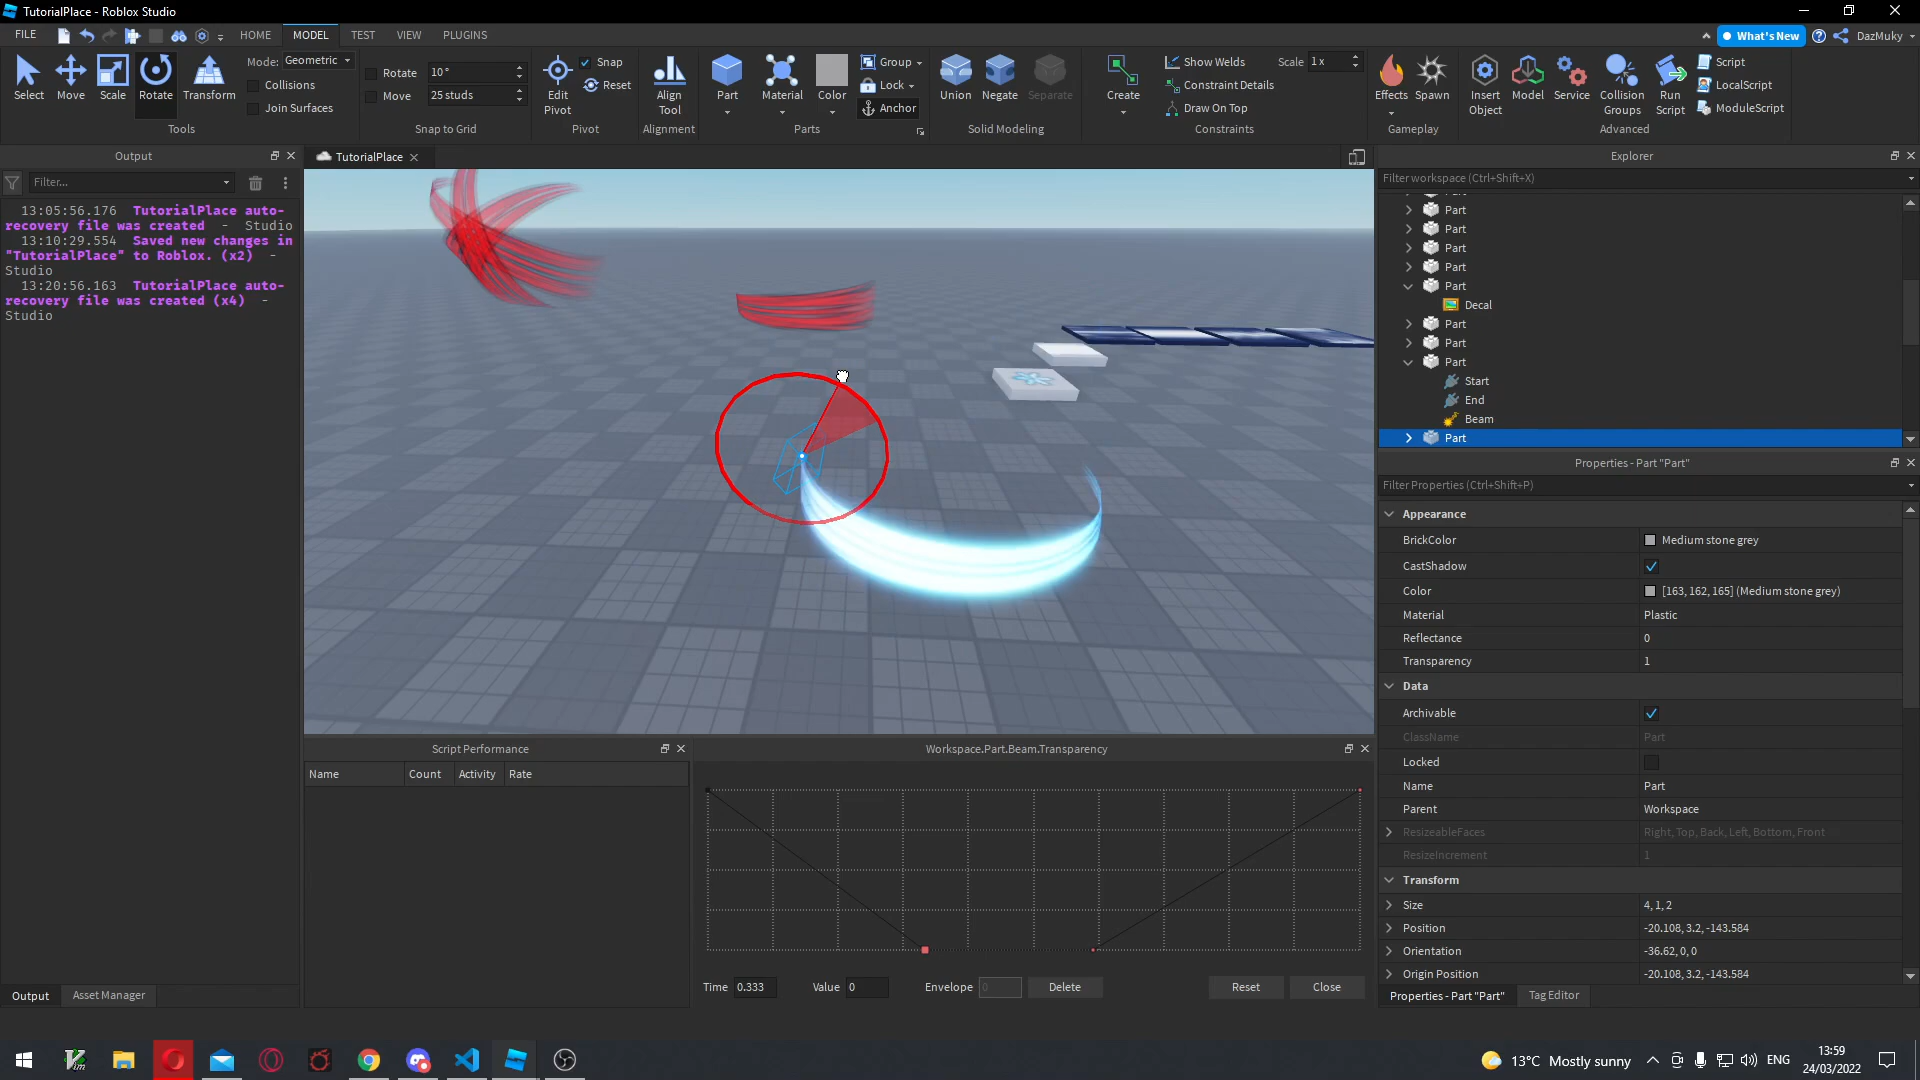 TutorialPlace - Roblox Studio
FILE HOME MODEL TEST VIEW PLUGINS What's New DazMuky
Select Move Scale Rotate Transform
Mode: Geometric
Collisions
Join Surfaces
Tools
Rotate 10°
Move 25 studs
Snap to Grid
Edit Pivot
Snap
Reset
Pivot
Align Tool
Alignment
Part Material Color
Group
Lock
Anchor
Parts
Union Negate Separate
Solid Modeling
Create
Show Welds
Constraint Details
Draw On Top
Scale 1 x
Constraints
Effects Spawn
Gameplay
Insert Object
Model
Service
Collision Groups
Run Script
Script
LocalScript
ModuleScript
Advanced
Output
Filter...
13:05:56.176 TutorialPlace auto-
recovery file was created - Studio
13:10:29.554 Saved new changes in
"TutorialPlace" to Roblox. (x2) -
Studio
13:20:56.163 TutorialPlace auto-
recovery file was created (x4) -
Studio
Output Asset Manager
TutorialPlace
Script Performance
Name Count Activity Rate
Workspace.Part.Beam.Transparency
Time 0.333 Value 0 Envelope 0 Delete Reset Close
Explorer
Filter workspace (Ctrl+Shift+X)
Part
Part
Part
Part
Part
Decal
Part
Part
Part
Start
End
Beam
Part
Properties - Part "Part"
Filter Properties (Ctrl+Shift+P)
Appearance
BrickColor Medium stone grey
CastShadow
Color [163, 162, 165] (Medium stone grey)
Material Plastic
Reflectance 0
Transparency 1
Data
Archivable
ClassName Part
Locked
Name Part
Parent Workspace
ResizeableFaces Right, Top, Back, Left, Bottom, Front
ResizeIncrement 1
Transform
Size 4, 1, 2
Position -20.108, 3.2, -143.584
Orientation -36.62, 0, 0
Origin Position -20.108, 3.2, -143.584
Properties - Part "Part" Tag Editor
13°C Mostly sunny ENG
13:59
24/03/2022